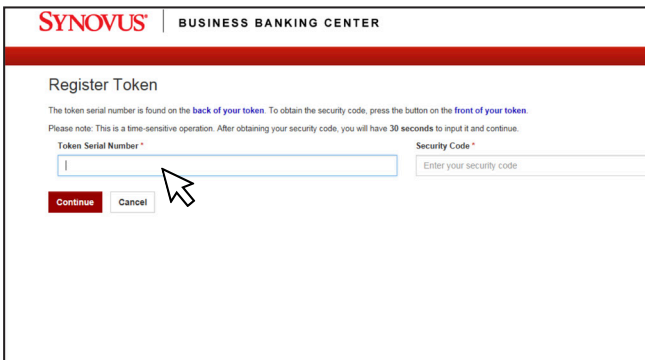 SYNOVUS® BUSINESS BANKING CENTER
Register Token
The token serial number is found on the back of your token. To obtain the security code, press the button on the front of your token.
Please note: This is a time-sensitive operation. After obtaining your security code, you will have 30 seconds to input it and continue.
Token Serial Number * Security Code *
Enter your security code
Continue Cancel